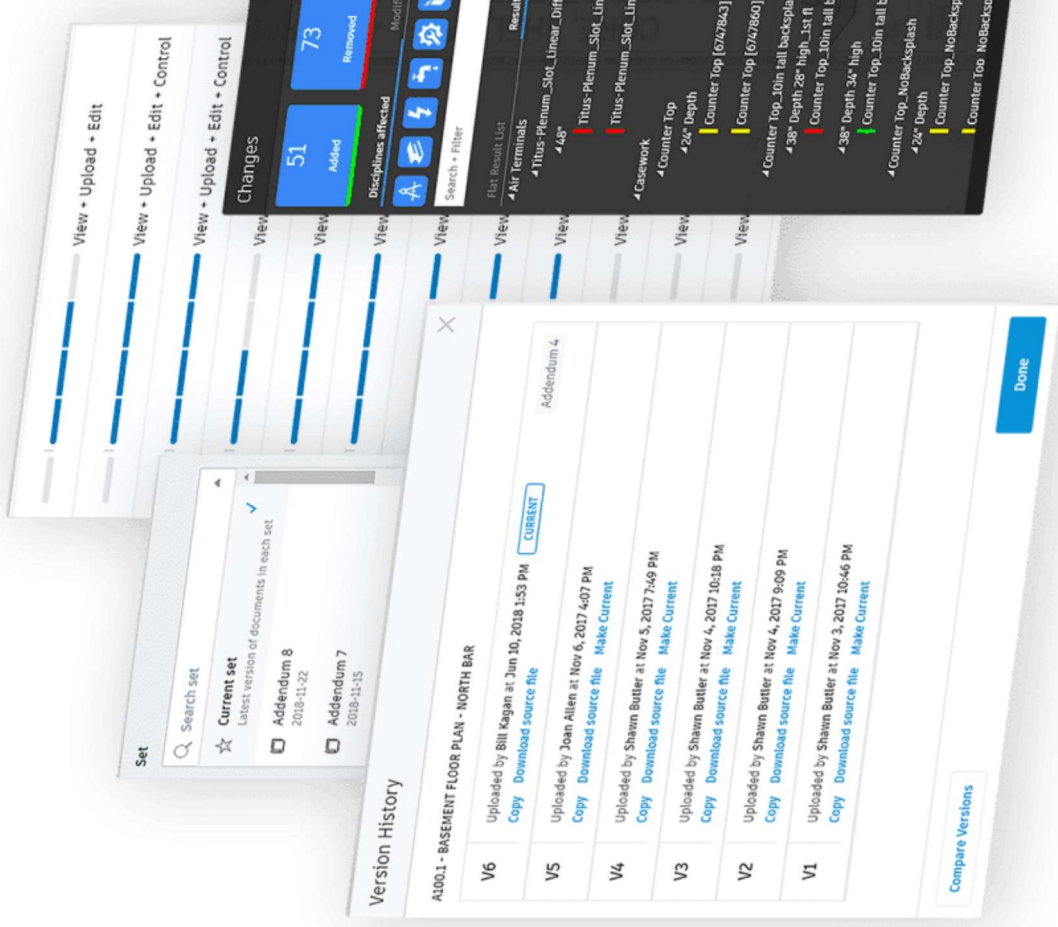 View + Upload + Edit
View + Upload + Edit + Control
View + Upload + Edit + Control
View
View
View
View
View
View
View
View
View
Changes
51
Added
73
Removed
Disciplines affected
Search + Filter
Flat Result List
Air Terminals
Titus-Plenum_Slot_Linear_Diff
48"
Titus-Plenum_Slot_Lin
Titus-Plenum_Slot_Lin
Casework
Counter Top
24" Depth
Counter Top [6747843]
Counter Top [6747860]
Counter Top_10in tall backspla
38" Depth 28" high_1st fl
Counter Top_10in tall b
38" Depth 34" high
Counter Top_10in tall b
Counter Top_NoBacksplash
24" Depth
Counter Top_NoBacksp
Counter Top_NoBacksp
Set
Search set
Current set
Latest version of documents in each set
Addendum 8
2018-11-22
Addendum 7
2018-11-15
Version History
A100.1 - BASEMENT FLOOR PLAN - NORTH BAR
V6 Uploaded by Bill Kagan at Jun 10, 2018 1:53 PM CURRENT Addendum 4
Copy Download source file
V5 Uploaded by Joan Allen at Nov 6, 2017 4:07 PM
Copy Download source file Make Current
V4 Uploaded by Shawn Butler at Nov 5, 2017 7:49 PM
Copy Download source file Make Current
V3 Uploaded by Shawn Butler at Nov 4, 2017 10:18 PM
Copy Download source file Make Current
V2 Uploaded by Shawn Butler at Nov 4, 2017 9:09 PM
Copy Download source file Make Current
V1 Uploaded by Shawn Butler at Nov 3, 2017 10:46 PM
Copy Download source file Make Current
Compare Versions
Done